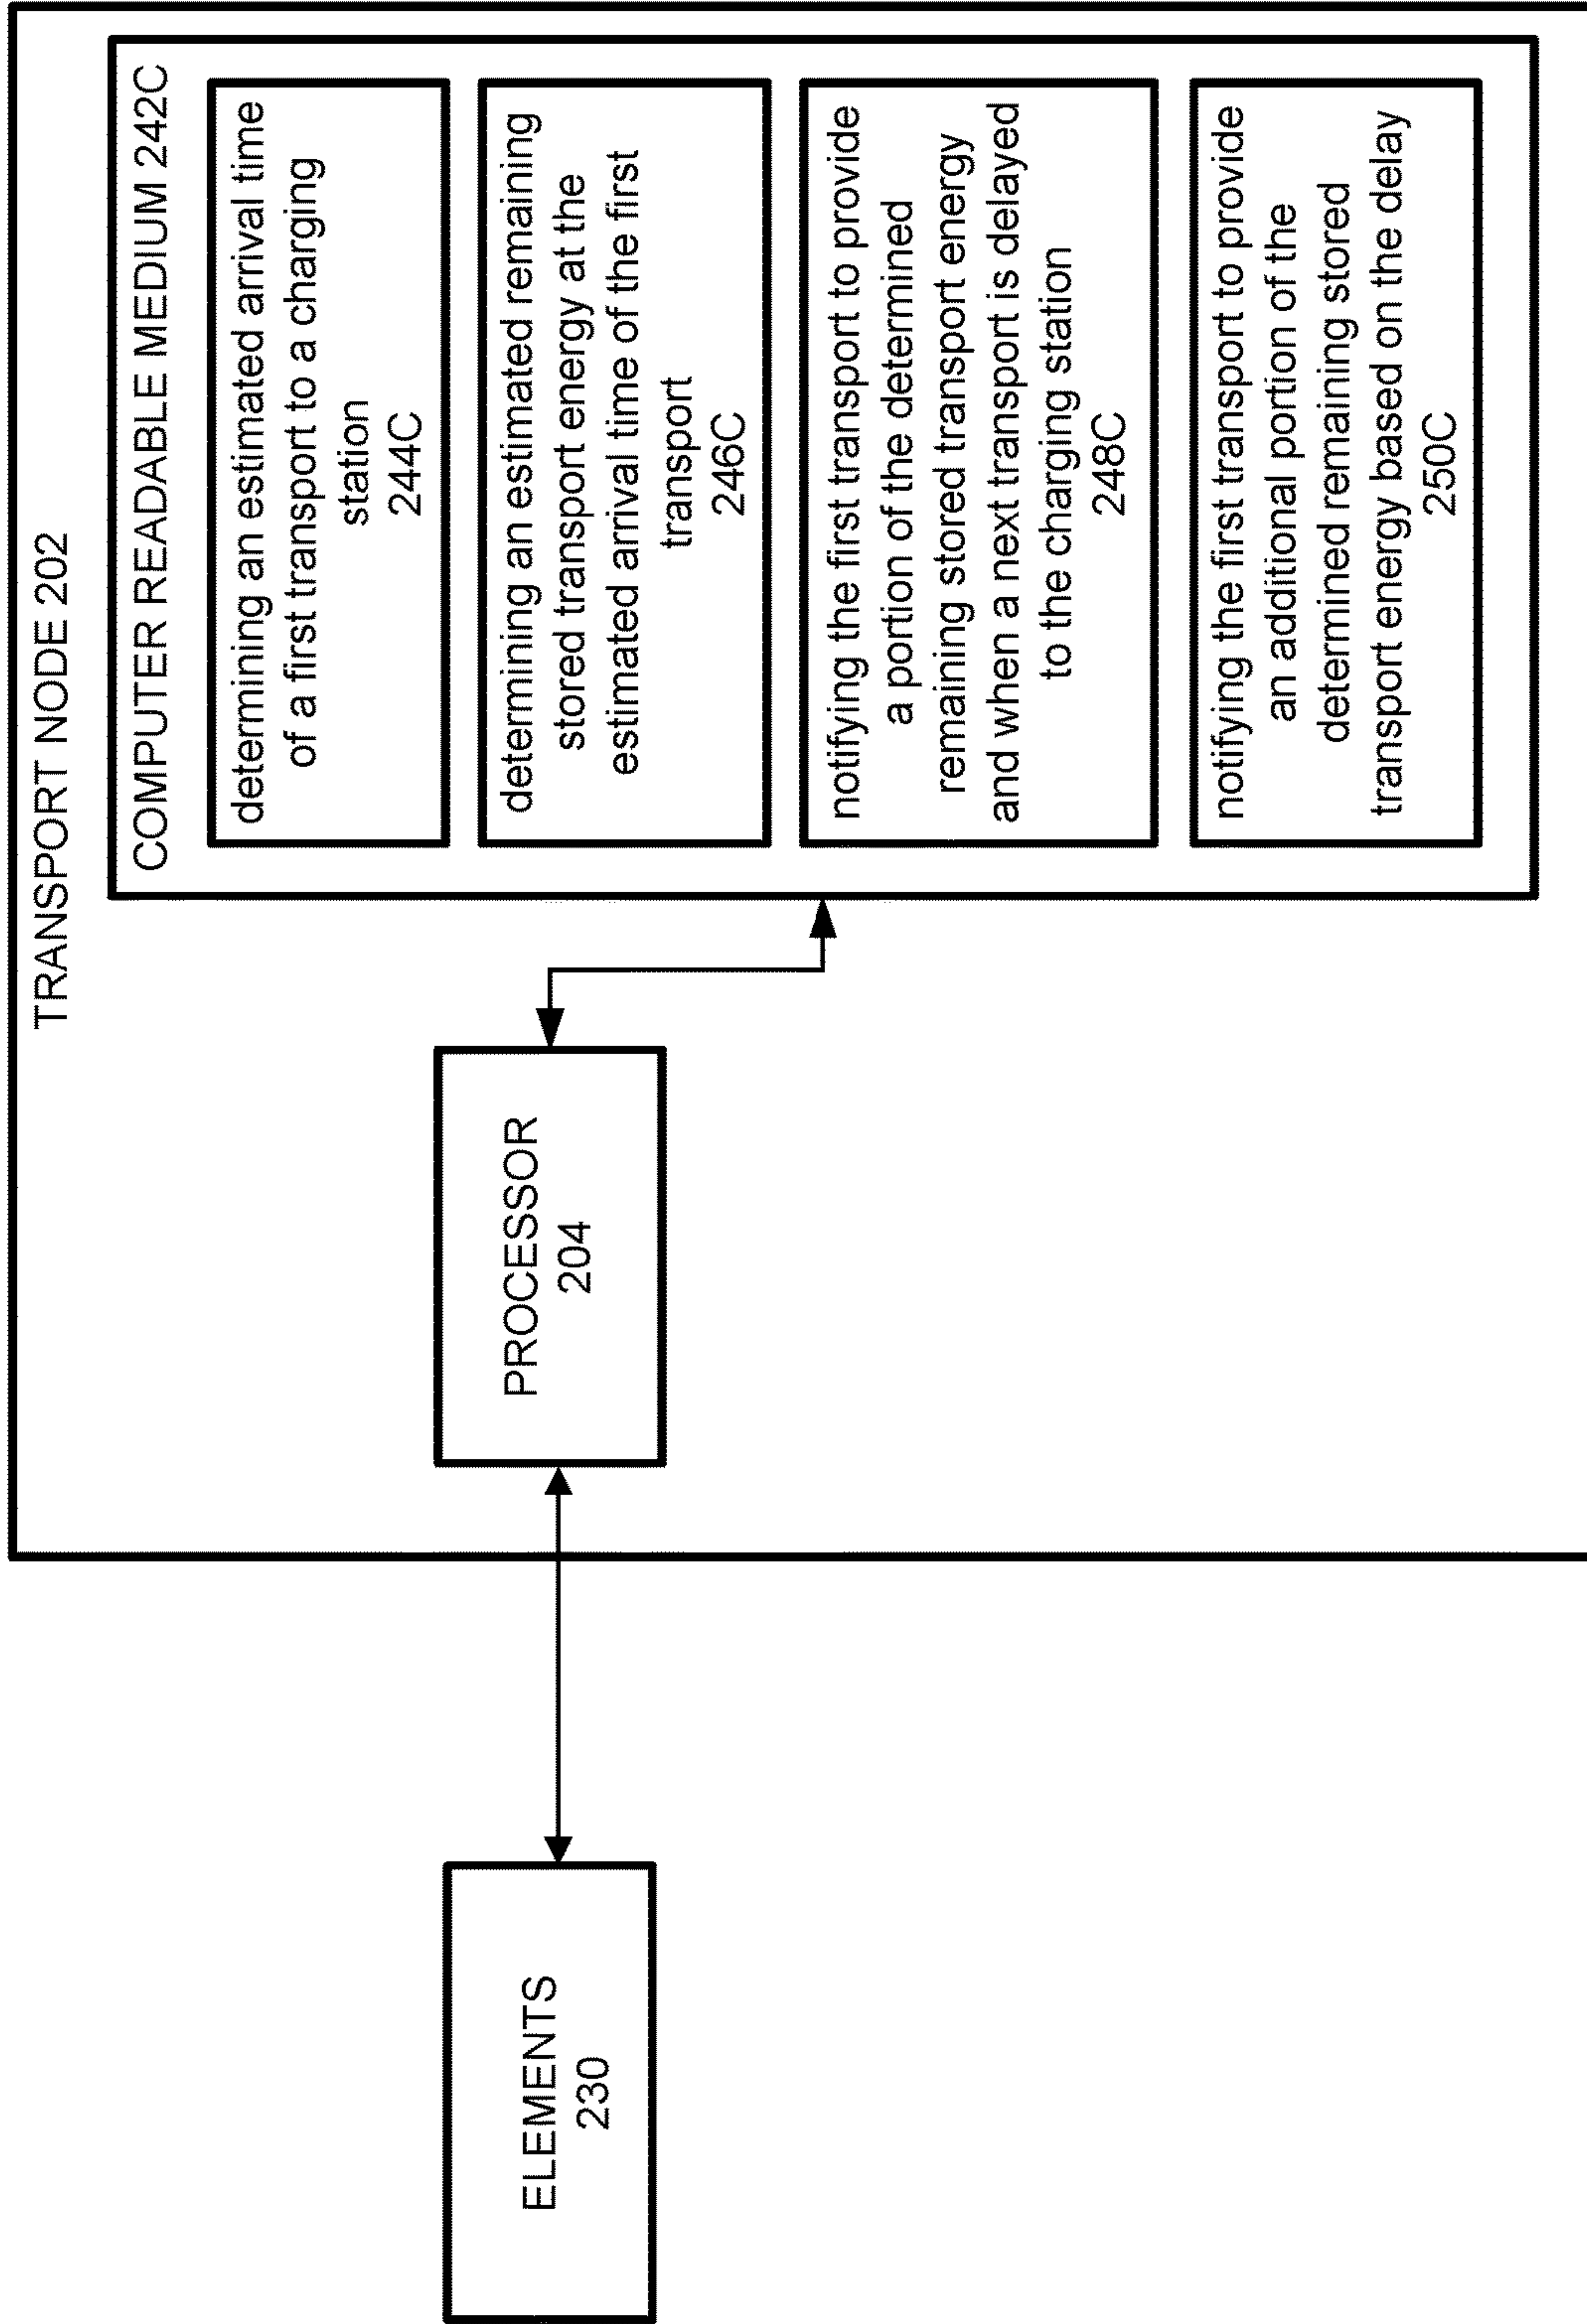 TRANSPORT NODE 202
COMPUTER READABLE MEDIUM 242C
determining an estimated arrival time
of a first transport to a charging
station
244C
determining an estimated remaining
stored transport energy at the
estimated arrival time of the first
transport
246C
notifying the first transport to provide
a portion of the determined
remaining stored transport energy
and when a next transport is delayed
to the charging station
248C
notifying the first transport to provide
an additional portion of the
determined remaining stored
transport energy based on the delay
250C
PROCESSOR
204
ELEMENTS
230